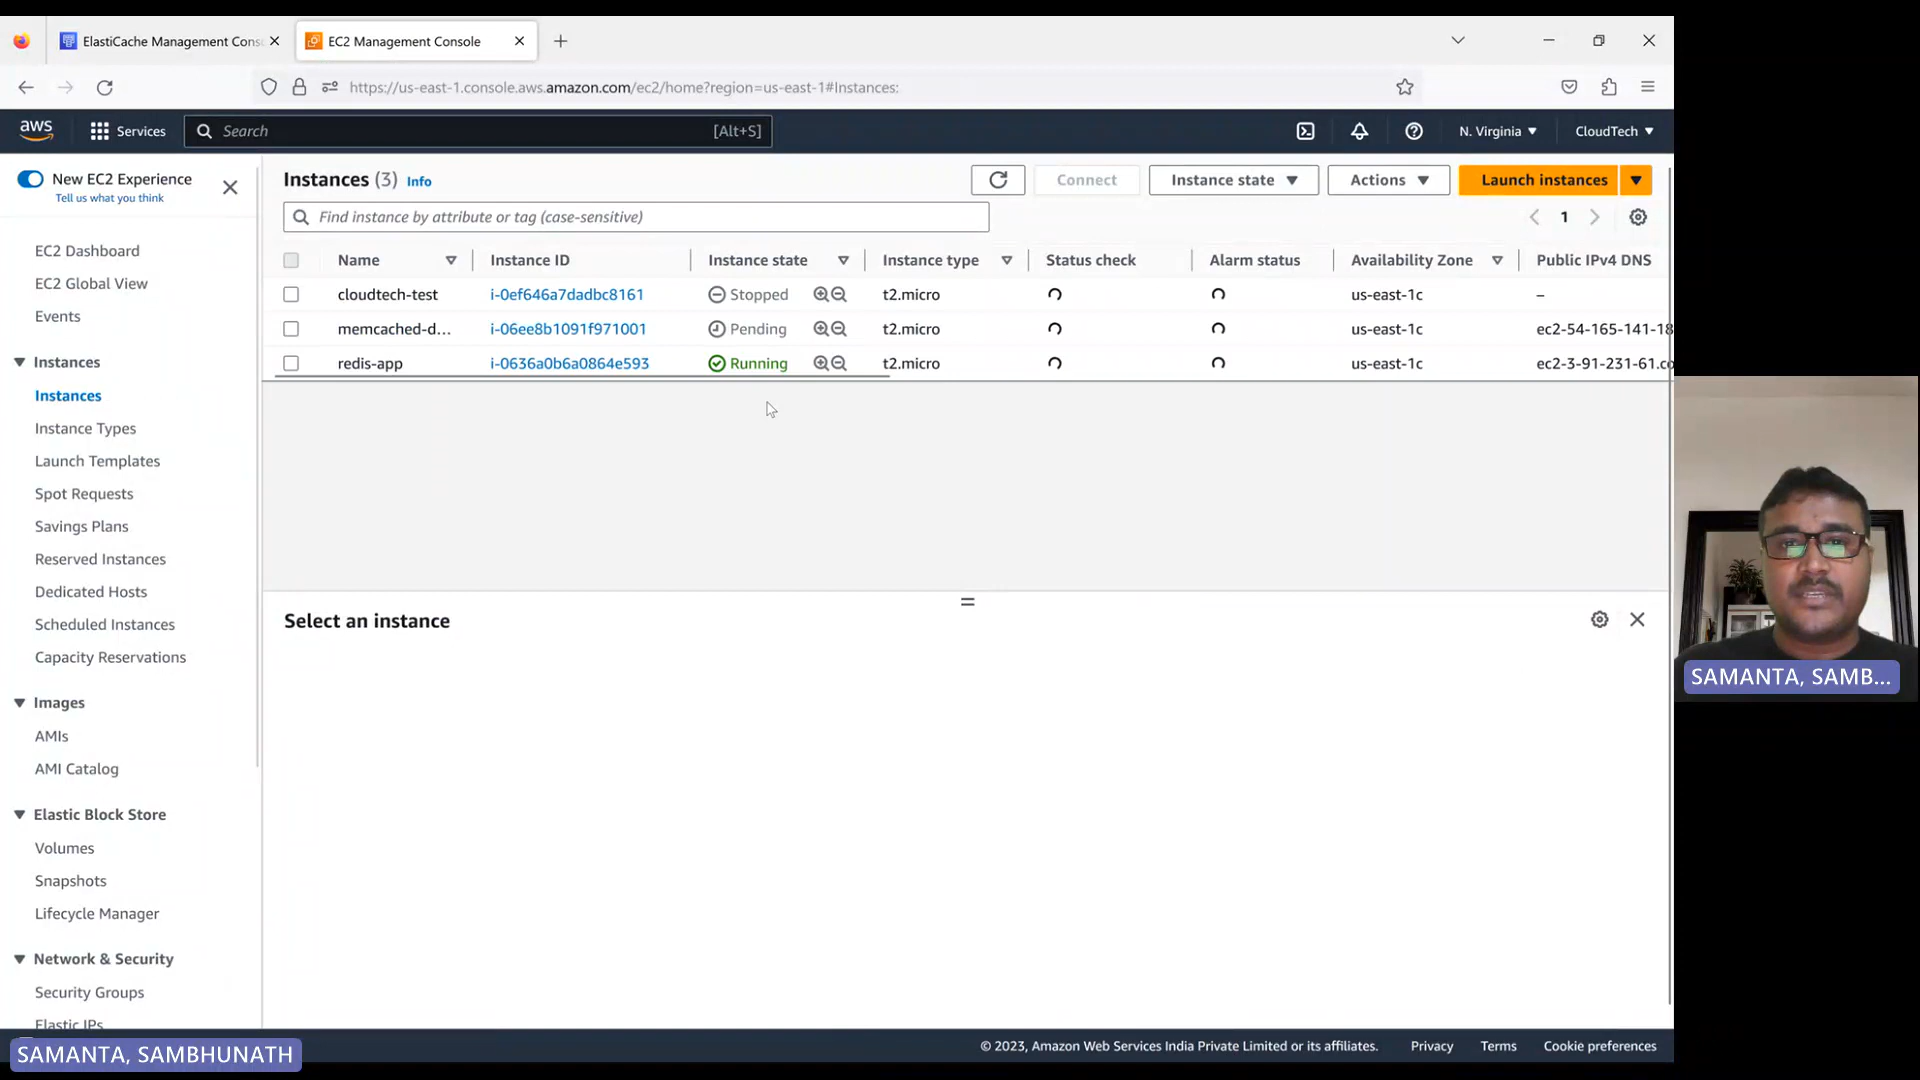 ElastiCache Management Cons
EC2 Management Console
https://us-east-1.console.aws.amazon.com/ec2/home?region=us-east-1#Instances:
aws
Services
Search
[Alt+S]
N. Virginia
CloudTech
New EC2 Experience
Tell us what you think
EC2 Dashboard
EC2 Global View
Events
Instances
Instances
Instance Types
Launch Templates
Spot Requests
Savings Plans
Reserved Instances
Dedicated Hosts
Scheduled Instances
Capacity Reservations
Images
AMIs
AMI Catalog
Elastic Block Store
Volumes
Snapshots
Lifecycle Manager
Network & Security
Security Groups
Elastic IPs
Instances (3) Info
Connect
Instance state
Actions
Launch instances
Find instance by attribute or tag (case-sensitive)
1
Name Instance ID Instance state Instance type Status check Alarm status Availability Zone Public IPv4 DNS
cloudtech-test i-0ef646a7dadbc8161 Stopped t2.micro us-east-1c –
memcached-d... i-06ee8b1091f971001 Pending t2.micro us-east-1c ec2-54-165-141-18
redis-app i-0636a0b6a0864e593 Running t2.micro us-east-1c ec2-3-91-231-61.co
Select an instance
© 2023, Amazon Web Services India Private Limited or its affiliates. Privacy Terms Cookie preferences
SAMANTA, SAMB...
SAMANTA, SAMBHUNATH